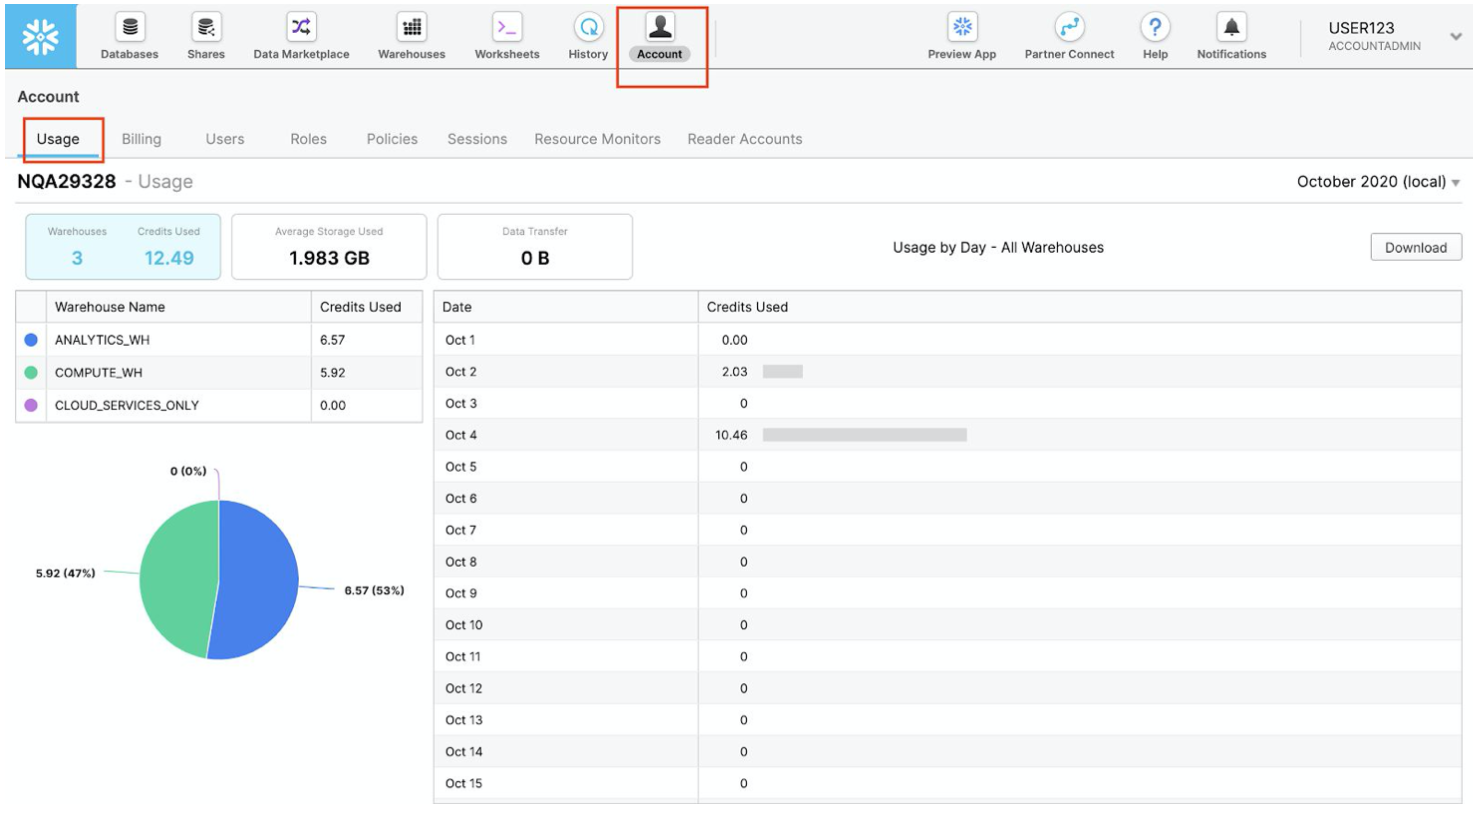 Databases Shares Data Marketplace Warehouses Worksheets History Account Preview App Partner Connect Help Notifications
USER123
ACCOUNTADMIN
Account
Usage Billing Users Roles Policies Sessions Resource Monitors Reader Accounts
NQA29328 - Usage
October 2020 (local)
Warehouses Credits Used
3 12.49
Average Storage Used
1.983 GB
Data Transfer
0 B
Usage by Day - All Warehouses
Download
Warehouse Name Credits Used
ANALYTICS_WH 6.57
COMPUTE_WH 5.92
CLOUD_SERVICES_ONLY 0.00
0 (0%)
5.92 (47%)
6.57 (53%)
Date Credits Used
Oct 1 0.00
Oct 2 2.03
Oct 3 0
Oct 4 10.46
Oct 5 0
Oct 6 0
Oct 7 0
Oct 8 0
Oct 9 0
Oct 10 0
Oct 11 0
Oct 12 0
Oct 13 0
Oct 14 0
Oct 15 0